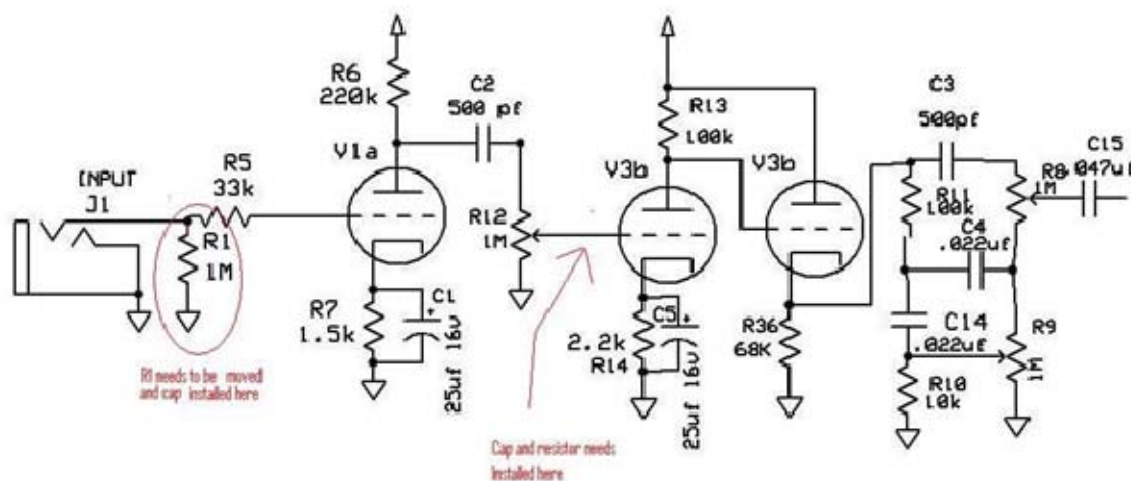 INPUT
J1
R5
33k
R1
1M
R6
220k
V1a
R7
1.5k
C1
25uf 16v
C2
500 pf
R12
1M
V3b
R13
100k
V3b
C5
2.2k
R14
25uf 16v
R36
68K
C3
500pf
R11
100k
C4
.022uf
C14
.022uf
R10
10k
R8
1M
C15
.047uf
R9
1M
R1 needs to be moved
and cap installed here
Cap and resistor needs
Installed here